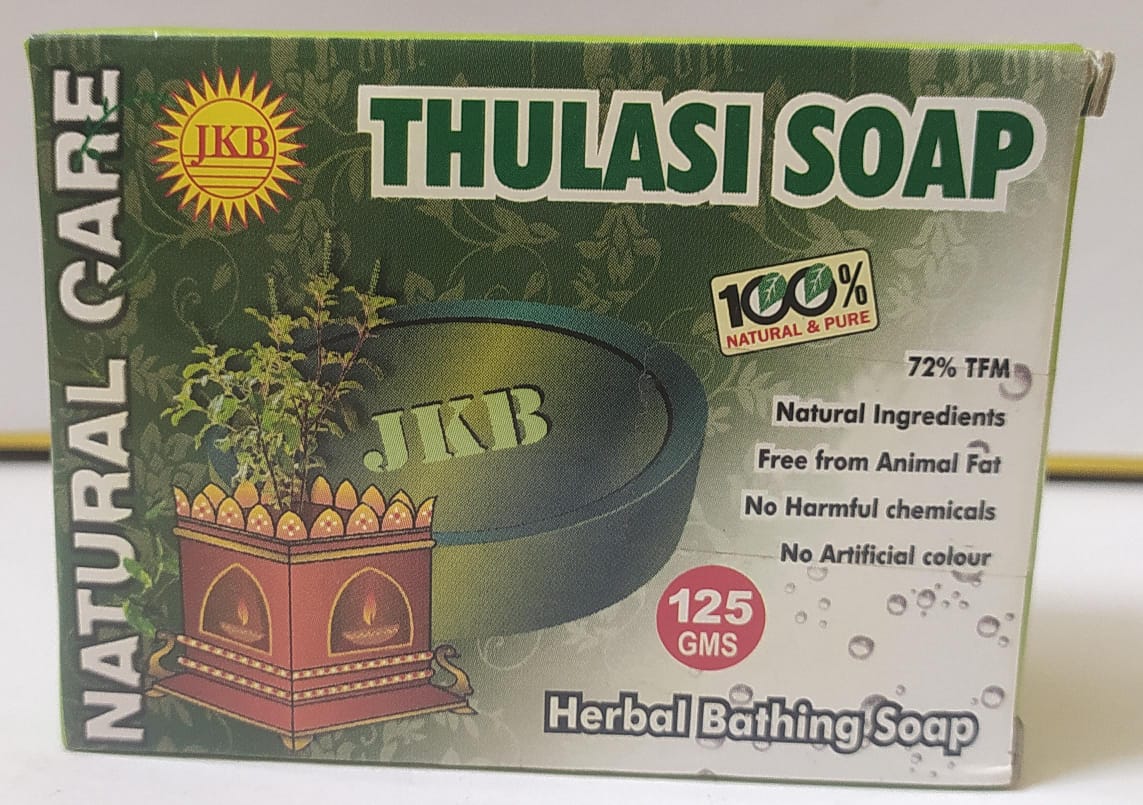 NATURAL CARE
JKB
THULASI SOAP
100%
NATURAL & PURE
JKB
72% TFM
Natural Ingredients
Free from Animal Fat
No Harmful chemicals
No Artificial colour
125
GMS
Herbal Bathing Soap